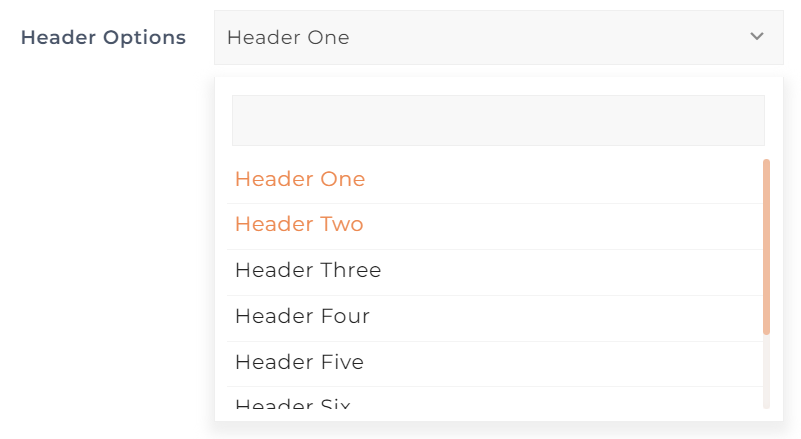 Header Options
Header One
Header One
Header Two
Header Three
Header Four
Header Five
Header Six